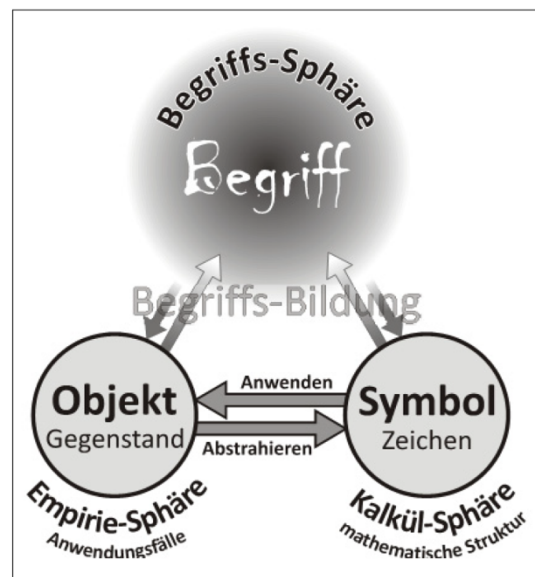 Begriffs-Sphäre
Begriff
Begriffs-Bildung
Objekt
Gegenstand
Anwenden
Abstrahieren
Symbol
Zeichen
Empirie-Sphäre
Anwendungsfälle
Kalkül-Sphäre
mathematische Struktur